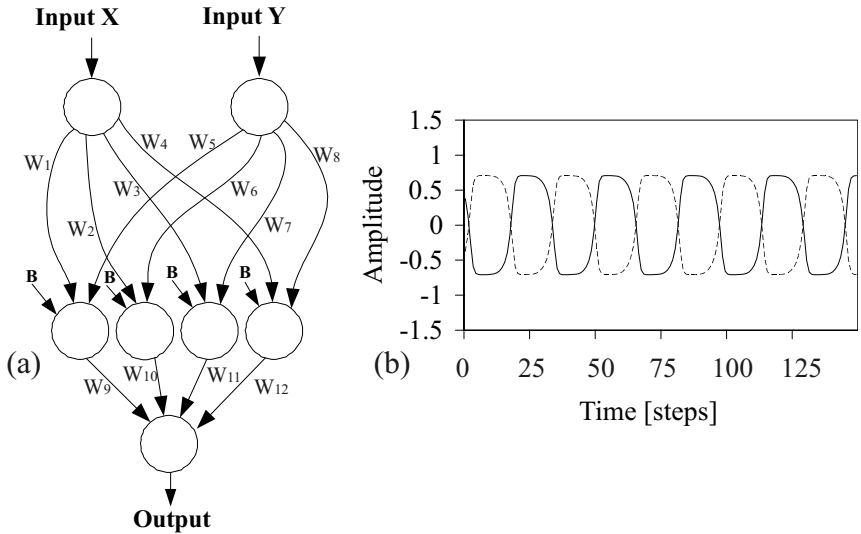 Input X
Input Y
W1
W2
W3
W4
W5
W6
W7
W8
B
B
B
B
W9
W10
W11
W12
Output
(a)
(b)
Amplitude
1.5
1
0.5
0
-0.5
-1
-1.5
0 25 50 75 100 125
Time [steps]